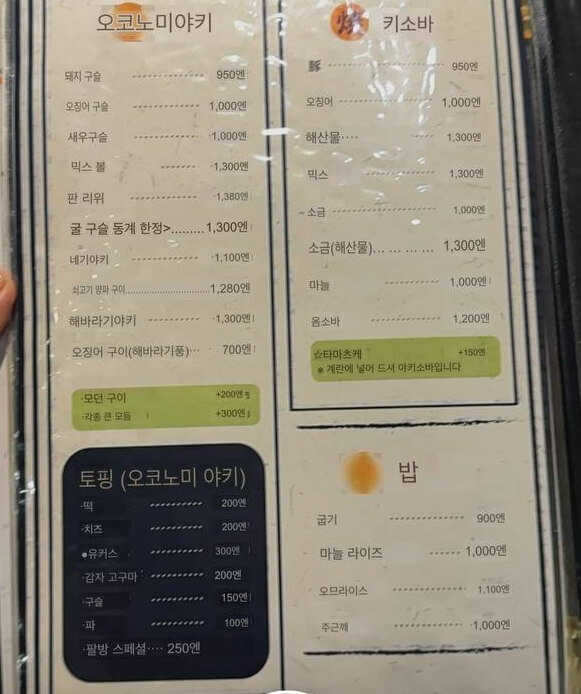 오코노미야키
돼지 구슬 ---------- 950엔
오징어 구슬 ---------- 1,000엔
새우구슬 ---------- 1,000엔
믹스 볼 ------ 1,300엔
판 리위 ---------- 1,380엔
굴 구슬 동계 한정>.........1,300엔
네기야키 ---------- 1,100엔
쇠고기 양파 구이..............................1,280엔
해바라기야키 ---------- 1,300엔
오징어 구이(해바라기퐁)··· 700엔
·모던 구이 +200엔
·각종 큰 모듬 +300엔
토핑 (오코노미 야키)
·떡 ---------- 200엔
·치즈 ---------- 200엔
●유커스 ---------- 300엔
·감자 고구마 ---------- 200엔
·구슬 ---------- 150엔
·파 ---------- 100엔
·팔방 스페셜···· 250엔
燒 키소바
豚 ---------- 950엔
오징어 ---------- 1,000엔
해산물···· ---- 1,300엔
믹스 ---------- 1,300엔
소금 ---------- 1,000엔
소금(해산물)... ... ... ... 1,300엔
마늘 ---------- 1,000엔
옴소바 ---------- 1,200엔
☆타마츠케 +150엔
※ 계란에 넣어 드셔 야키소바입니다
밥
굽기 ---------- 900엔
마늘 라이즈 ----- 1,000엔
오므라이스 ---------- 1,100엔
주근깨 ---------- 1,000엔